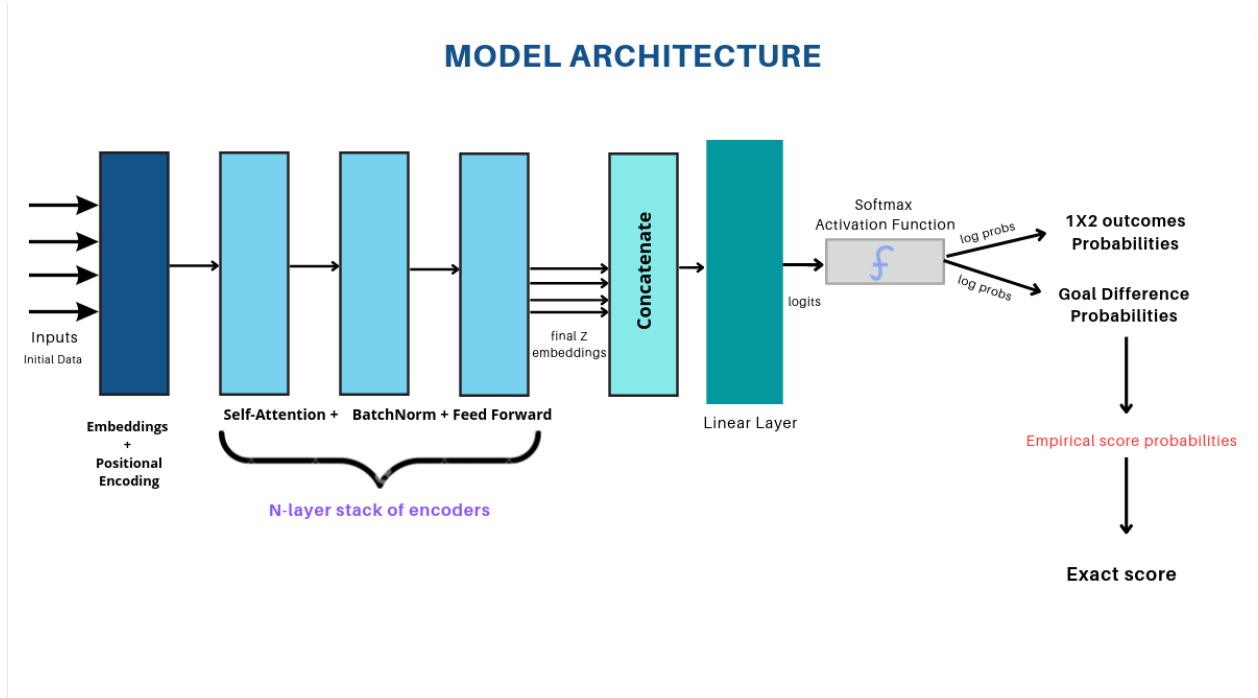 MODEL ARCHITECTURE
Inputs
Initial Data
Embeddings
+
Positional
Encoding
Self-Attention + BatchNorm + Feed Forward
N-layer stack of encoders
final Z
embeddings
Concatenate
Linear Layer
logits
Softmax
Activation Function
log probs
log probs
1X2 outcomes
Probabilities
Goal Difference
Probabilities
Empirical score probabilities
Exact score